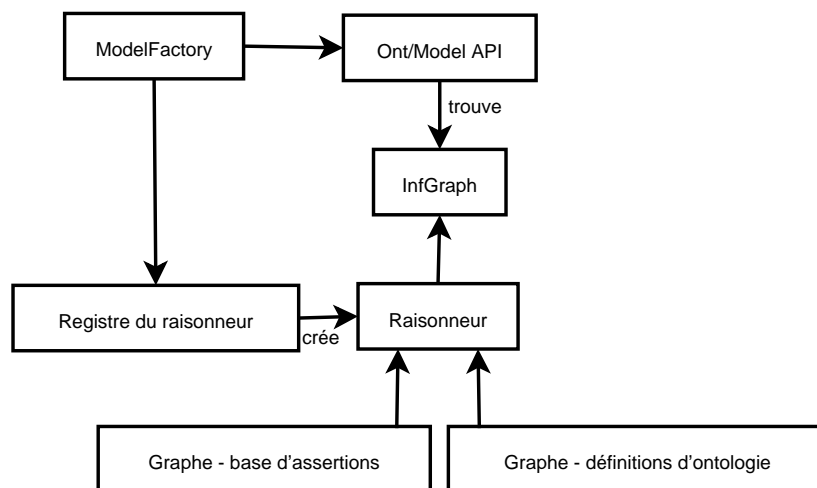 ModelFactory
Ont/Model API
trouve
InfGraph
Registre du raisonneur
crée
Raisonneur
Graphe - base d’assertions
Graphe - définitions d’ontologie